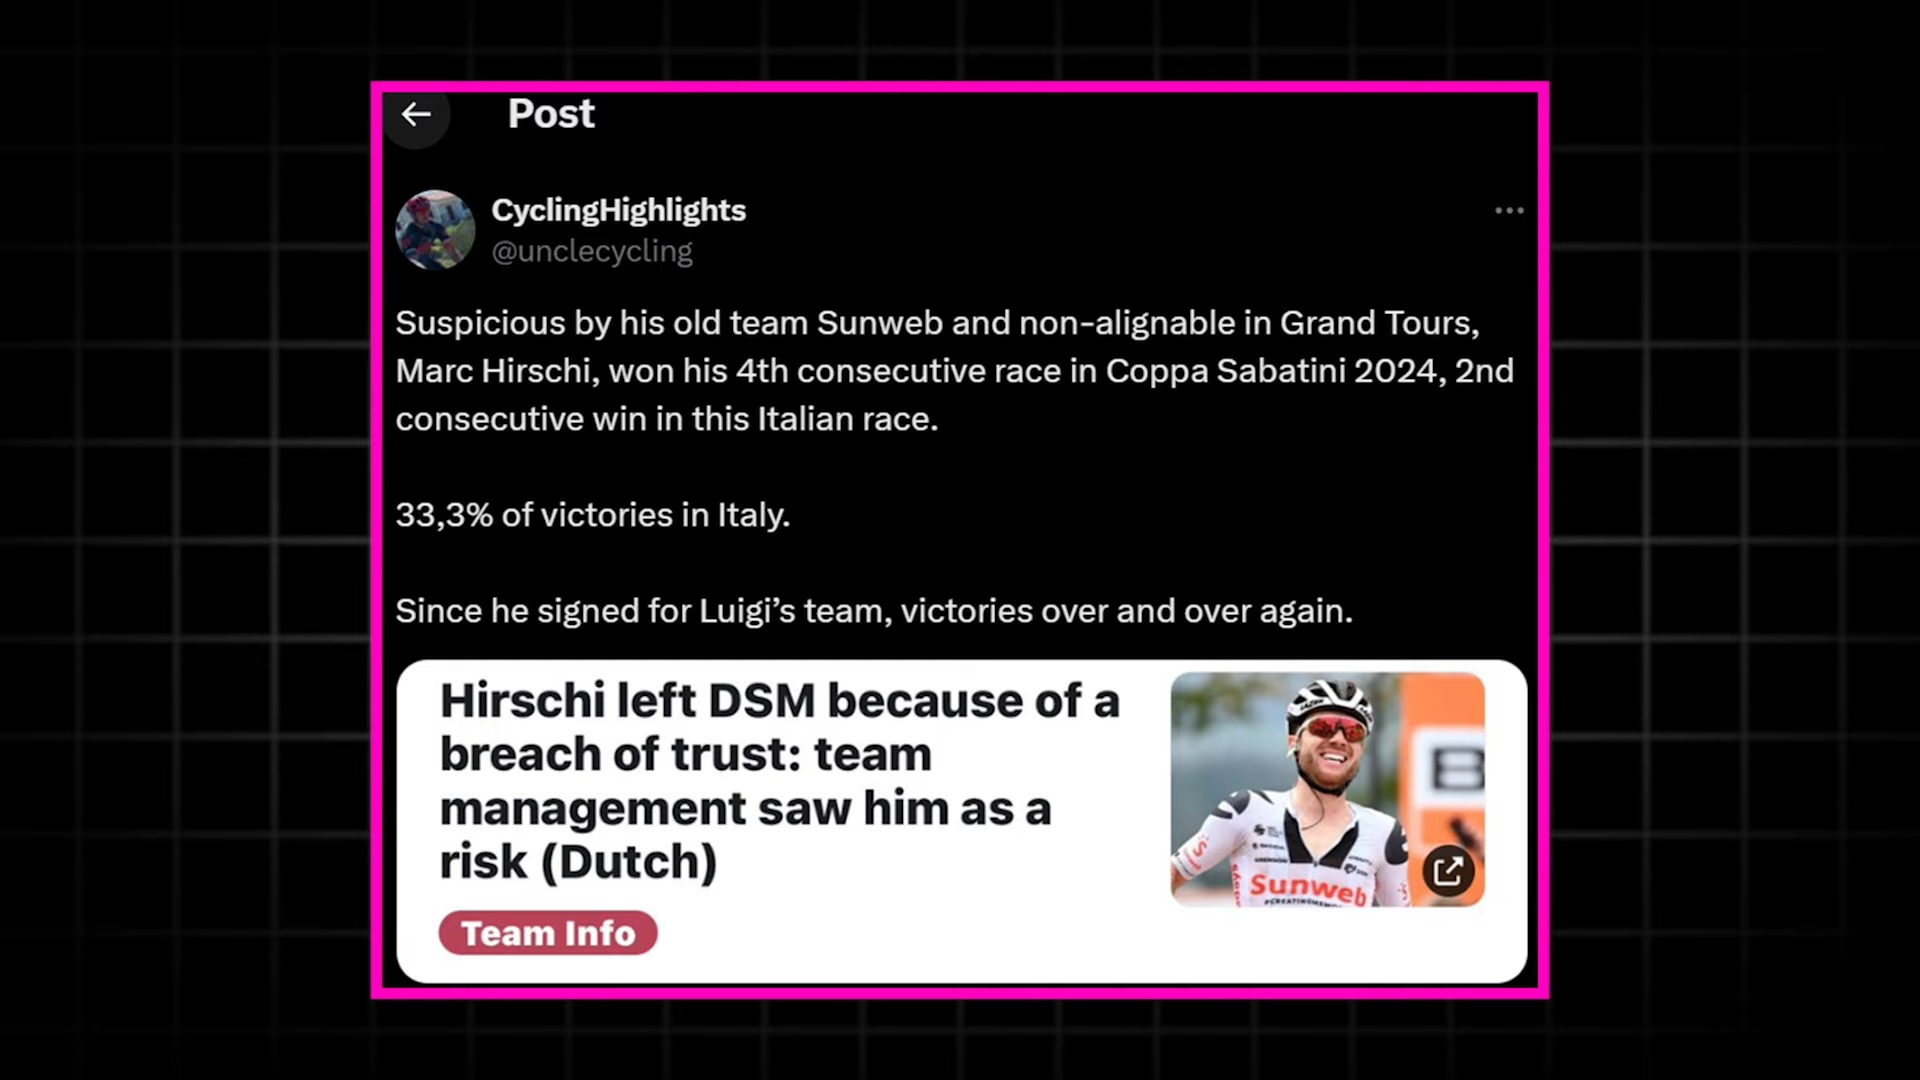 Post
CyclingHighlights
@unclecycling
Suspicious by his old team Sunweb and non-alignable in Grand Tours,
Marc Hirschi, won his 4th consecutive race in Coppa Sabatini 2024, 2nd
consecutive win in this Italian race.
33,3% of victories in Italy.
Since he signed for Luigi’s team, victories over and over again.
Hirschi left DSM because of a
breach of trust: team
management saw him as a
risk (Dutch)
Team Info
B
Sunweb